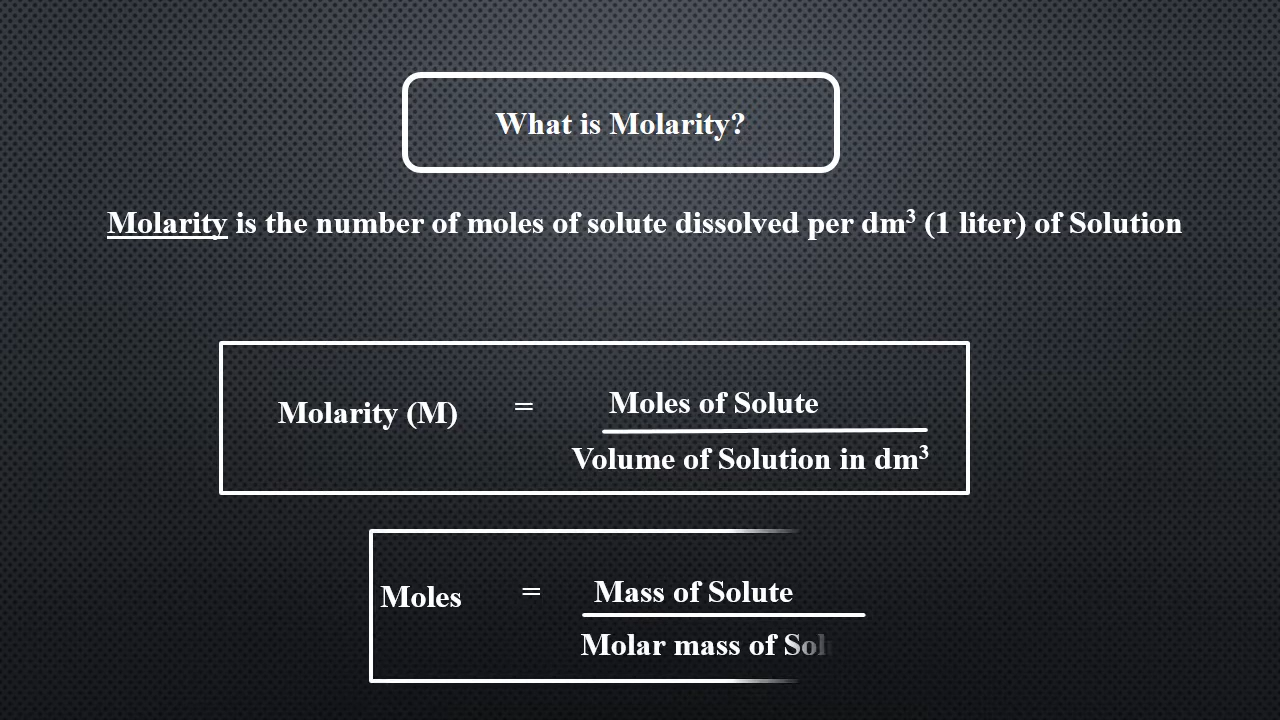 What is Molarity?
Molarity is the number of moles of solute dissolved per dm³ (1 liter) of Solution
Molarity (M) = Moles of Solute
Volume of Solution in dm³
Moles = Mass of Solute
Molar mass of